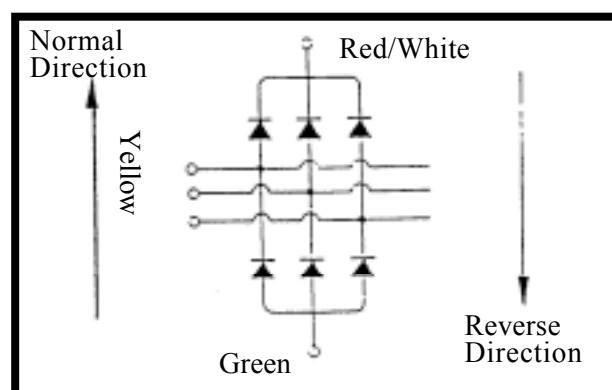 Normal
Direction
Red/White
Yellow
Green
Reverse
Direction